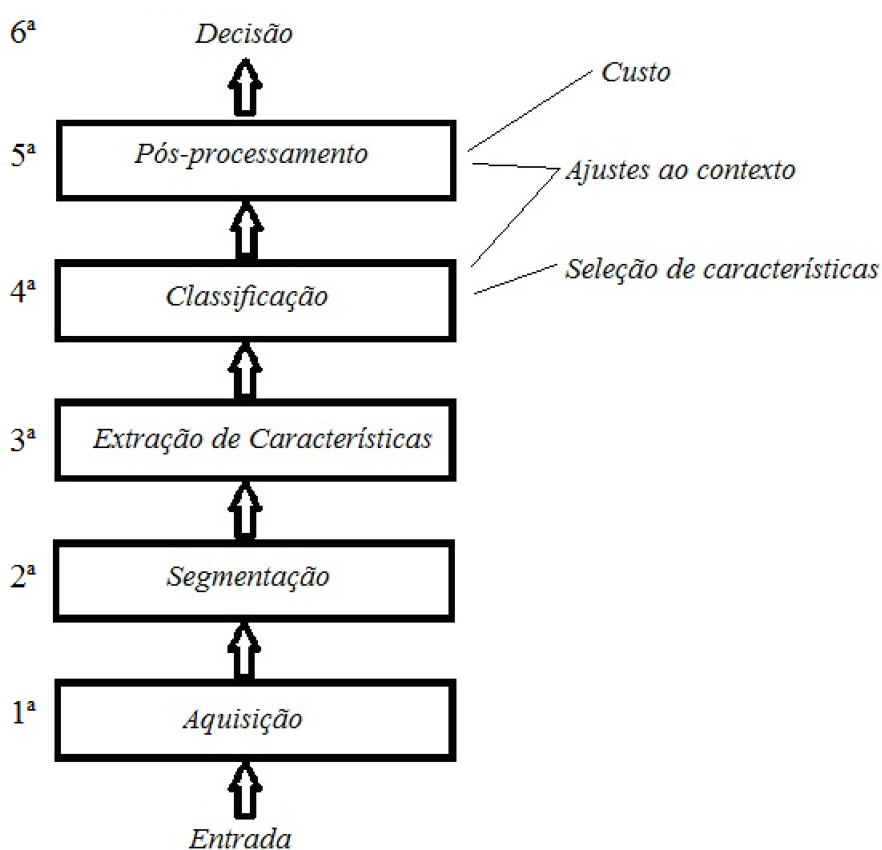 6ª Decisão
Custo
5ª Pós-processamento
Ajustes ao contexto
4ª Classificação
Seleção de características
3ª Extração de Características
2ª Segmentação
1ª Aquisição
Entrada